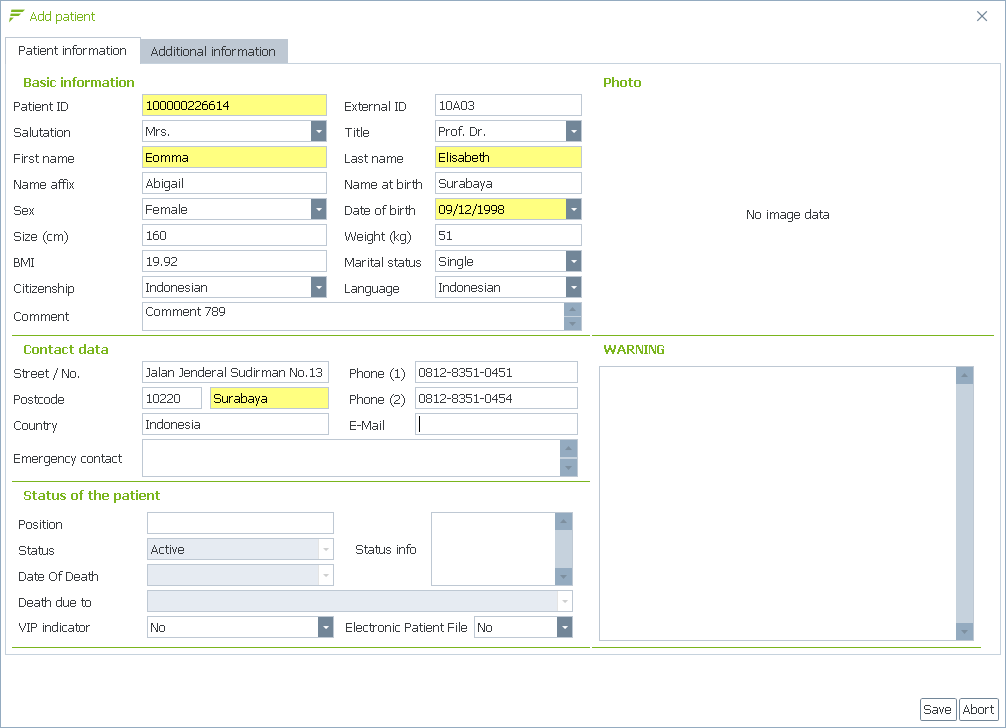 Add patient
Patient information Additional information
Basic information Photo
Patient ID 100000226614 External ID 10A03
Salutation Mrs. Title Prof. Dr.
First name Eomma Last name Elisabeth
Name affix Abigail Name at birth Surabaya
Sex Female Date of birth 09/12/1998
No image data
Size (cm) 160 Weight (kg) 51
BMI 19.92 Marital status Single
Citizenship Indonesian Language Indonesian
Comment Comment 789
Contact data WARNING
Street / No. Jalan Jenderal Sudirman No.13 Phone (1) 0812-8351-0451
Postcode 10220 Surabaya Phone (2) 0812-8351-0454
Country Indonesia E-Mail
Emergency contact
Status of the patient
Position
Status Active Status info
Date Of Death
Death due to
VIP indicator No Electronic Patient File No
Save Abort